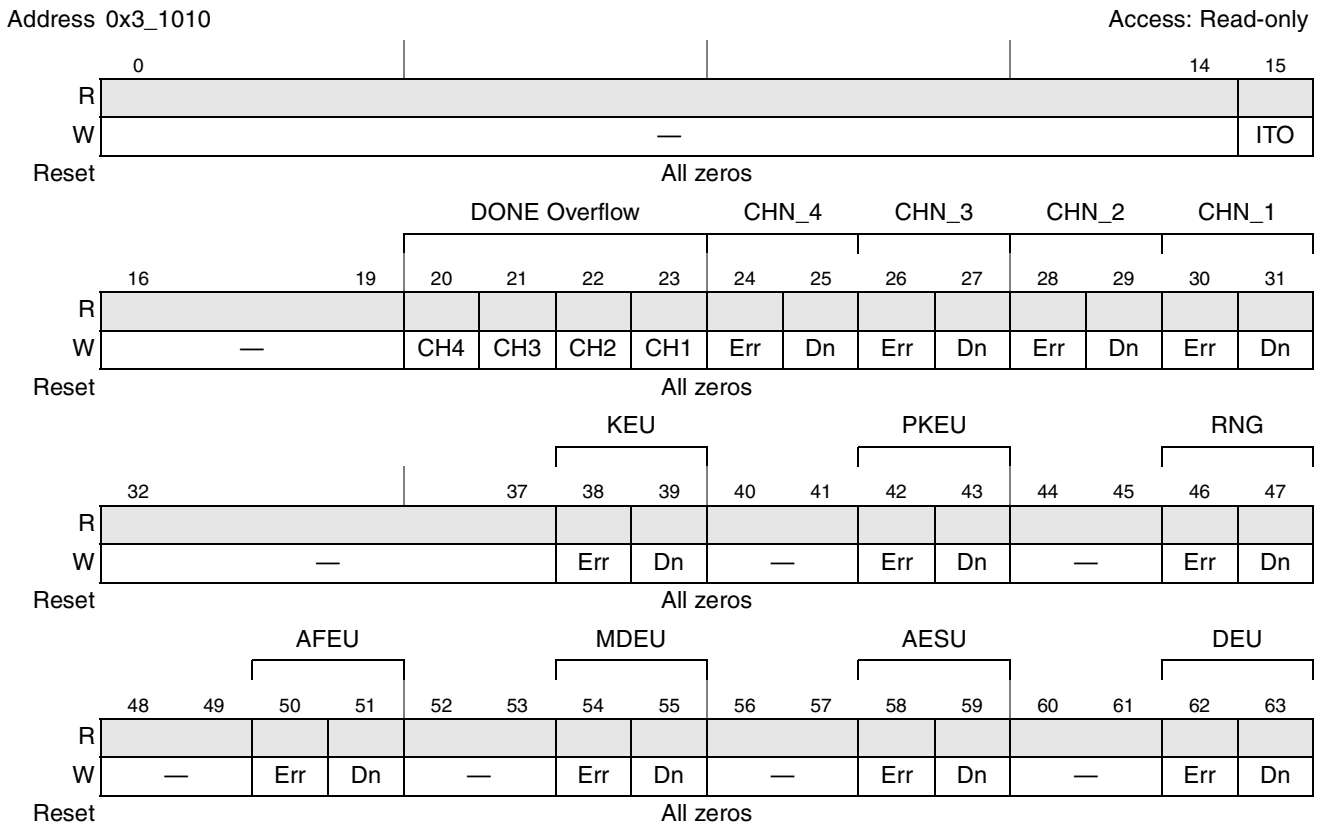 Address 0x3_1010 Access: Read-only
0 14 15
R
W — ITO
Reset All zeros
DONE Overflow CHN_4 CHN_3 CHN_2 CHN_1
16 19 20 21 22 23 24 25 26 27 28 29 30 31
R
W — CH4 CH3 CH2 CH1 Err Dn Err Dn Err Dn Err Dn
Reset All zeros
KEU PKEU RNG
32 37 38 39 40 41 42 43 44 45 46 47
R
W — Err Dn — Err Dn — Err Dn
Reset All zeros
AFEU MDEU AESU DEU
48 49 50 51 52 53 54 55 56 57 58 59 60 61 62 63
R
W — Err Dn — Err Dn — Err Dn — Err Dn
Reset All zeros